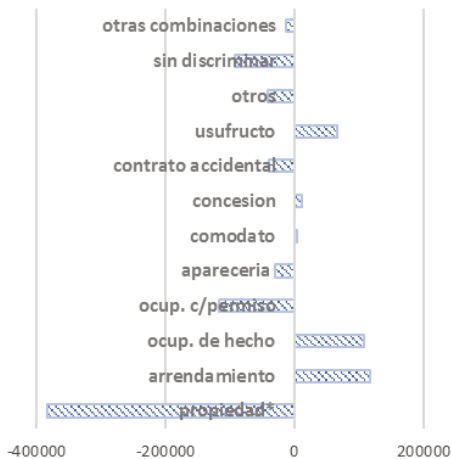 otras combinaciones
sin discriminar
otros
usufructo
contrato accidental
concesion
comodato
apareceria
ocup. c/permiso
ocup. de hecho
arrendamiento
propiedad*
-400000 -200000 0 200000